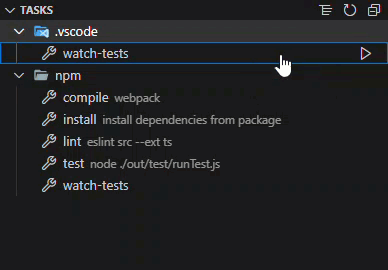 TASKS
.vscode
watch-tests
npm
compile webpack
install install dependencies from package
lint eslint src --ext ts
test node ./out/test/runTest.js
watch-tests